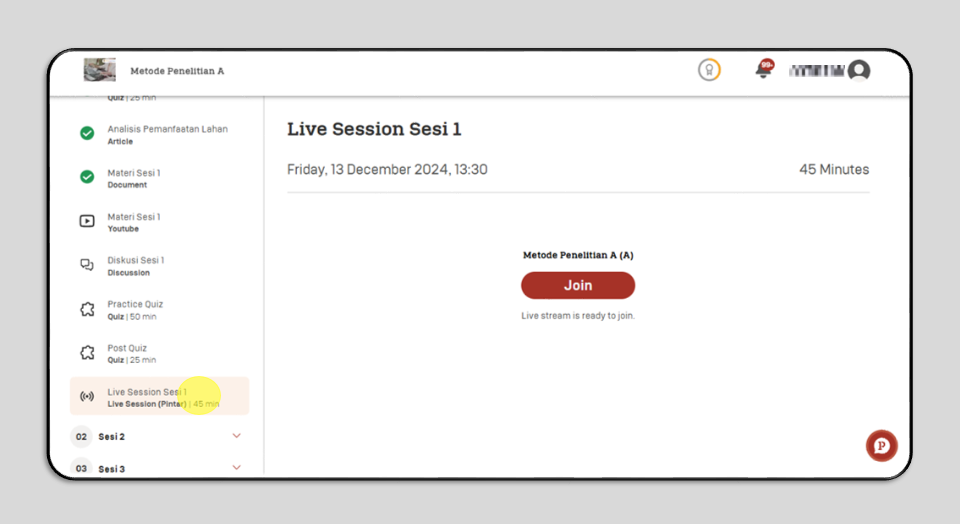 Metode Penelitian A
99+
Quiz | 25 min
Analisis Pemanfaatan Lahan
Article
Materi Sesi 1
Document
Materi Sesi 1
Youtube
Diskusi Sesi 1
Discussion
Practice Quiz
Quiz | 50 min
Post Quiz
Quiz | 25 min
Live Session Sesi 1
Live Session (Pintar) | 45 min
02 Sesi 2
03 Sesi 3
Live Session Sesi 1
Friday, 13 December 2024, 13:30
45 Minutes
Metode Penelitian A (A)
Join
Live stream is ready to join.
P